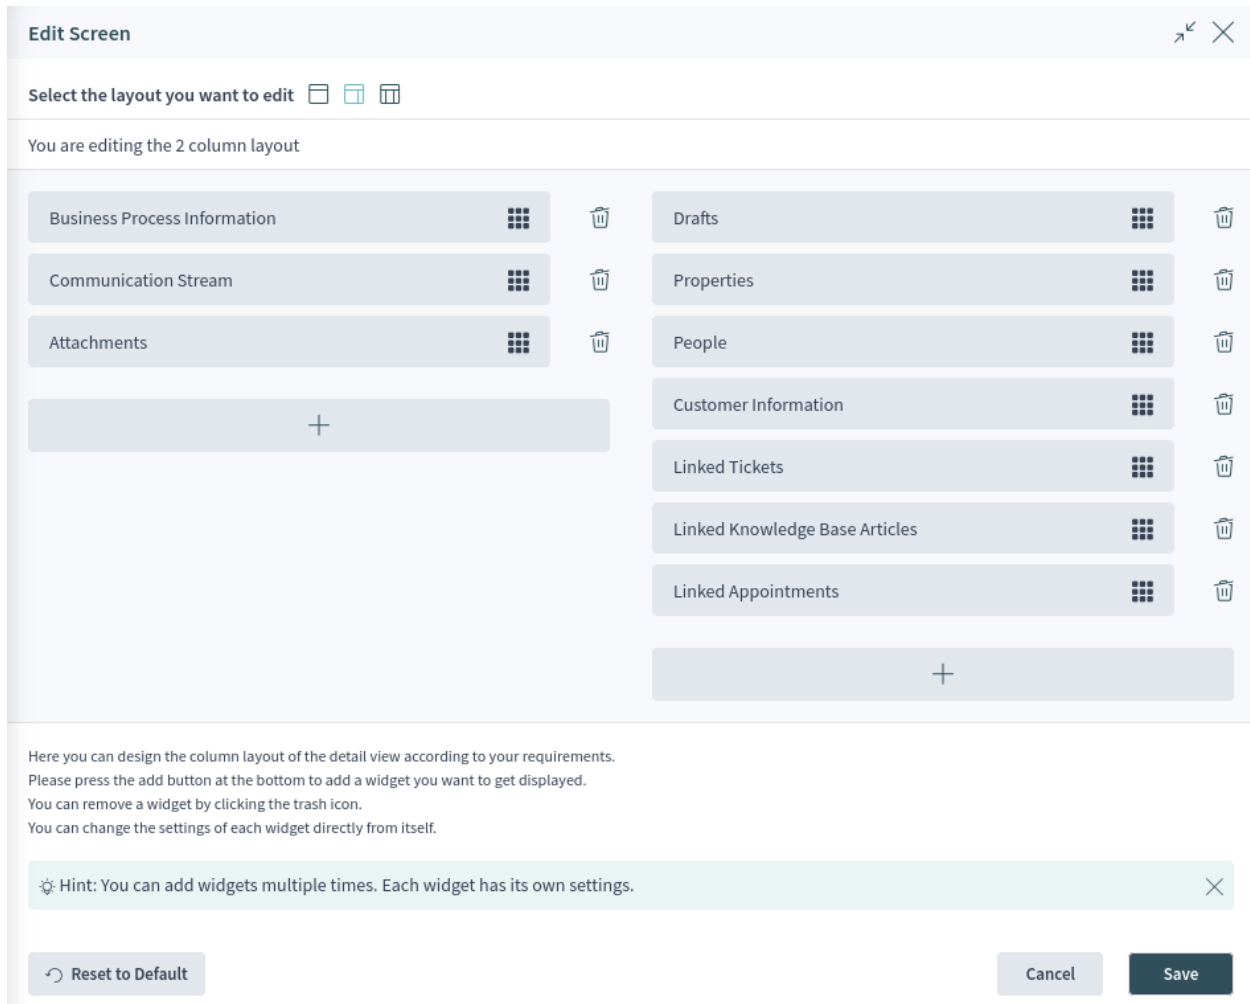 Edit Screen
Select the layout you want to edit
You are editing the 2 column layout
Business Process Information
Communication Stream
Attachments
Drafts
Properties
People
Customer Information
Linked Tickets
Linked Knowledge Base Articles
Linked Appointments
Here you can design the column layout of the detail view according to your requirements.
Please press the add button at the bottom to add a widget you want to get displayed.
You can remove a widget by clicking the trash icon.
You can change the settings of each widget directly from itself.
Hint: You can add widgets multiple times. Each widget has its own settings.
Reset to Default
Cancel
Save